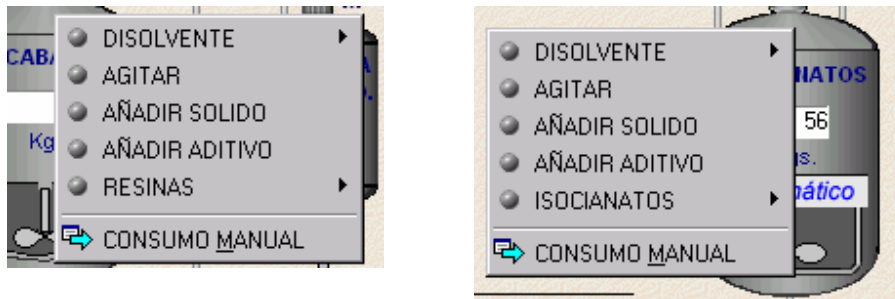 DISOLVENTE
AGITAR
AÑADIR SOLIDO
AÑADIR ADITIVO
RESINAS
CONSUMO MANUAL
Kg
DISOLVENTE
AGITAR
AÑADIR SOLIDO
AÑADIR ADITIVO
ISOCIANATOS
CONSUMO MANUAL
NATOS
56
s.
mático